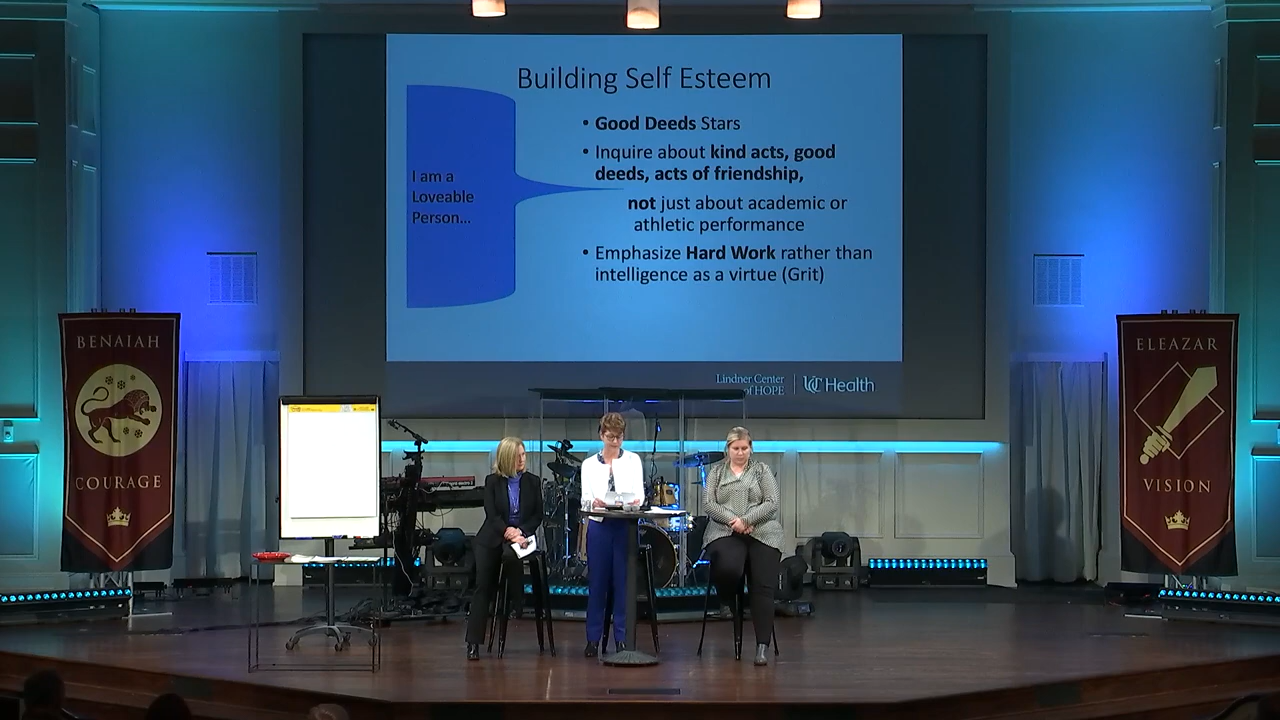 Building Self Esteem
I am a
Loveable
Person...
• Good Deeds Stars
• Inquire about kind acts, good
deeds, acts of friendship,
not just about academic or
athletic performance
• Emphasize Hard Work rather than
intelligence as a virtue (Grit)
Lindner Center
of HOPE
UC Health
BENAIAH
COURAGE
ELEAZAR
VISION